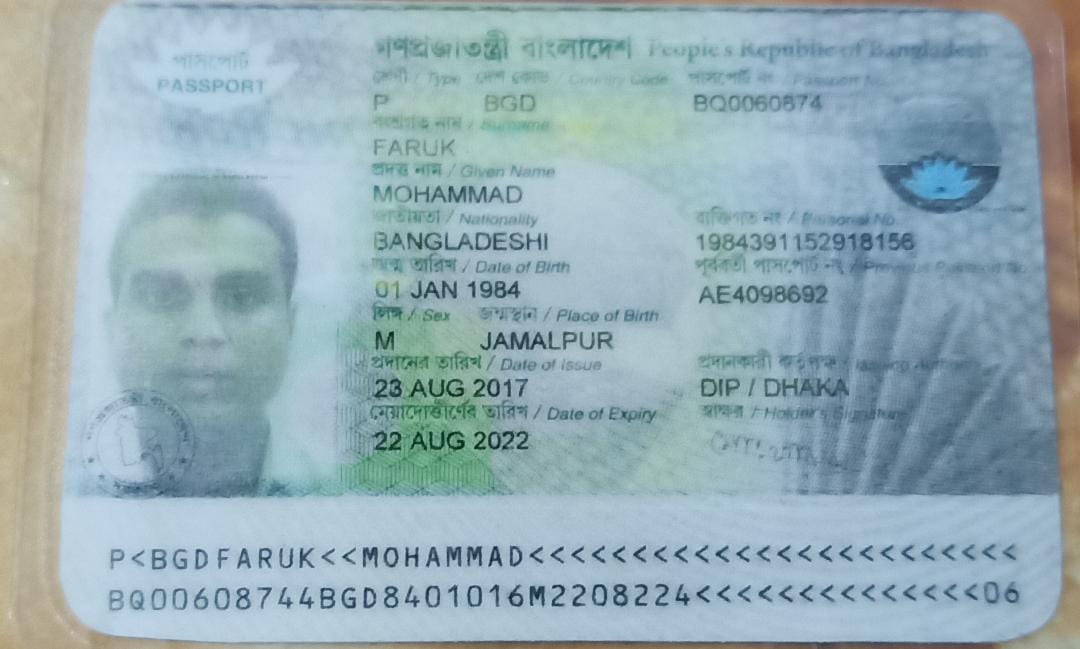 পাসপোর্ট
PASSPORT
গণপ্রজাতন্ত্রী বাংলাদেশ People's Republic of Bangladesh
শ্রেণী / Type দেশ কোড / Country Code পাসপোর্ট নং / Passport No.
P BGD BQ0060874
বংশগত নাম / Surname
FARUK
প্রদত্ত নাম / Given Name
MOHAMMAD
জাতীয়তা / Nationality ব্যক্তিগত নং / Personal No.
BANGLADESHI 1984391152918156
জন্ম তারিখ / Date of Birth পূর্ববর্তী পাসপোর্ট নং / Previous Passport No.
01 JAN 1984 AE4098692
লিঙ্গ / Sex জন্মস্থান / Place of Birth
M JAMALPUR
প্রদানের তারিখ / Date of Issue প্রদানকারী কর্তৃপক্ষ /
23 AUG 2017 DIP / DHAKA
মেয়াদোত্তীর্ণের তারিখ / Date of Expiry স্বাক্ষর / Holder's Signature
22 AUG 2022
P<BGDFARUK<<MOHAMMAD<<<<<<<<<<<<<<<<<<<<<<<<
BQ00608744BGD8401016M2208224<<<<<<<<<<<<<<06